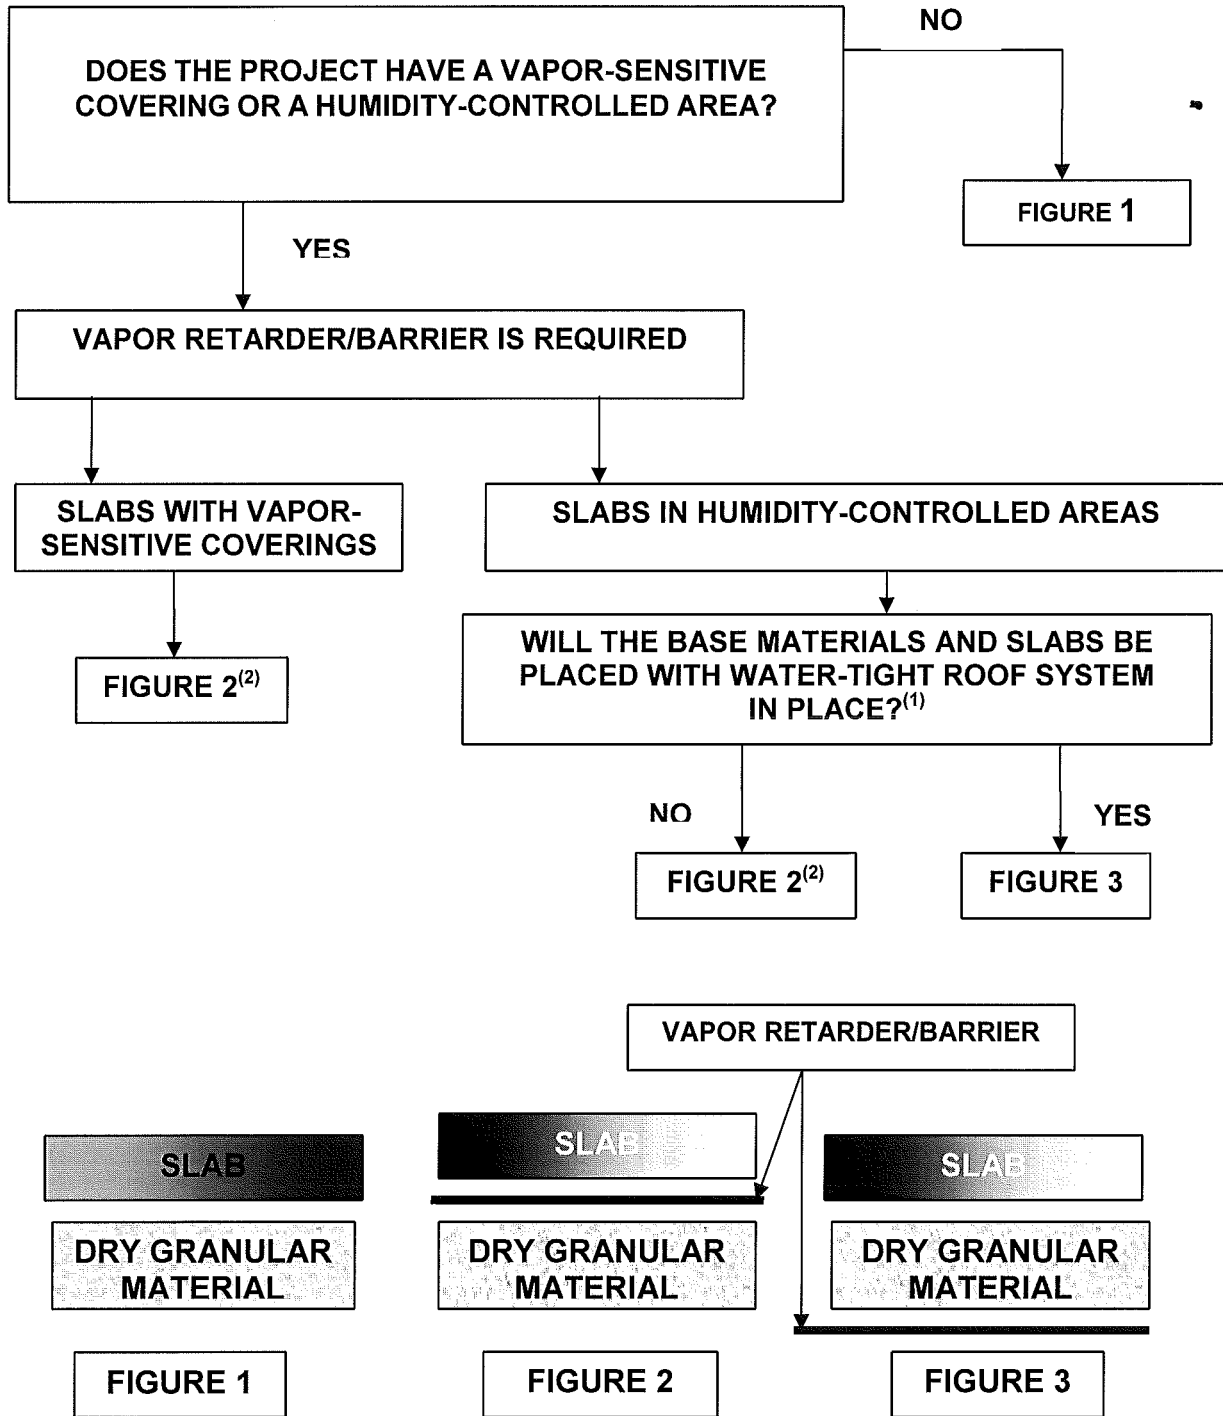 NO
DOES THE PROJECT HAVE A VAPOR-SENSITIVE
COVERING OR A HUMIDITY-CONTROLLED AREA?
FIGURE 1
YES
VAPOR RETARDER/BARRIER IS REQUIRED
SLABS WITH VAPOR-
SENSITIVE COVERINGS
SLABS IN HUMIDITY-CONTROLLED AREAS
FIGURE 2(2)
WILL THE BASE MATERIALS AND SLABS BE
PLACED WITH WATER-TIGHT ROOF SYSTEM
IN PLACE?(1)
NO
YES
FIGURE 2(2)
FIGURE 3
VAPOR RETARDER/BARRIER
SLAB
SLAB
SLAB
DRY GRANULAR
MATERIAL
DRY GRANULAR
MATERIAL
DRY GRANULAR
MATERIAL
FIGURE 1
FIGURE 2
FIGURE 3